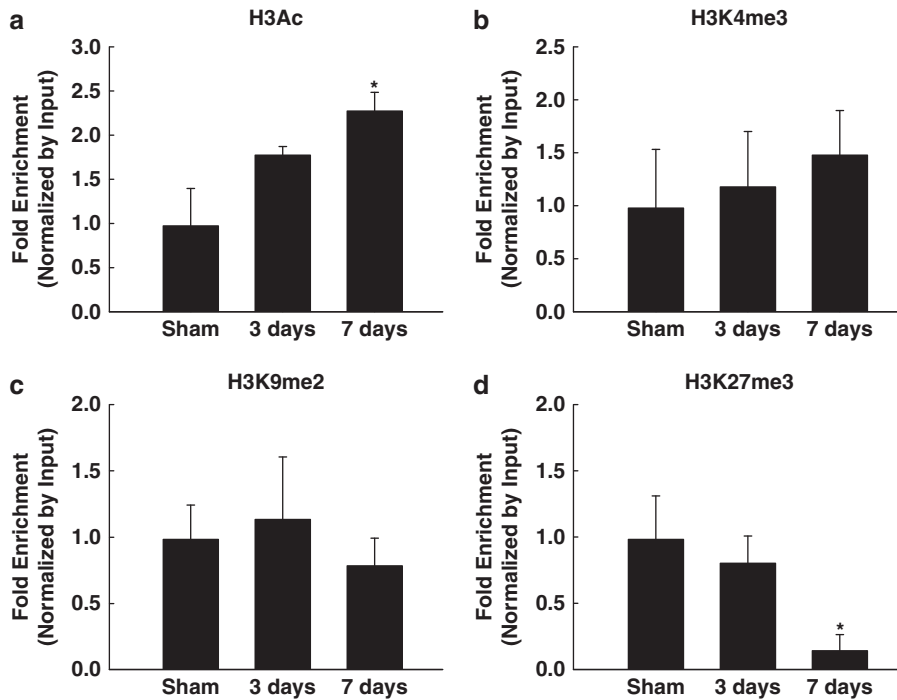 a
H3Ac
Fold Enrichment
(Normalized by Input)
3.0
2.5
2.0
1.5
1.0
0.5
0.0
*
Sham 3 days 7 days
b
H3K4me3
Fold Enrichment
(Normalized by Input)
2.5
2.0
1.5
1.0
0.5
0.0
Sham 3 days 7 days
c
H3K9me2
Fold Enrichment
(Normalized by Input)
2.0
1.5
1.0
0.5
0.0
Sham 3 days 7 days
d
H3K27me3
Fold Enrichment
(Normalized by Input)
2.0
1.5
1.0
0.5
0.0
*
Sham 3 days 7 days